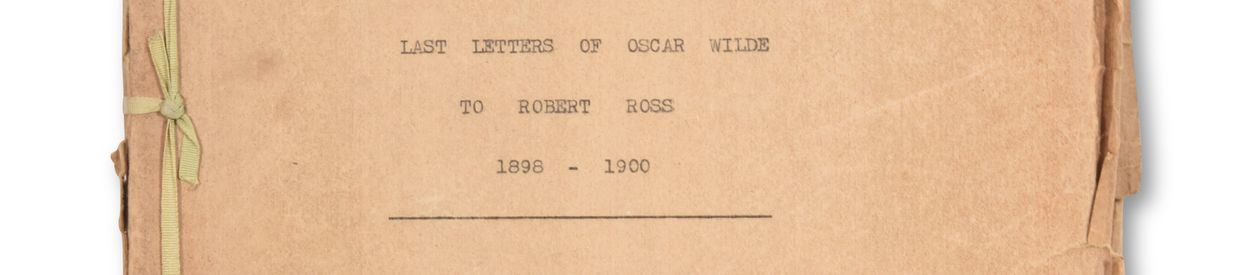 LAST LETTERS OF OSCAR WILDE
TO ROBERT ROSS
1898 - 1900